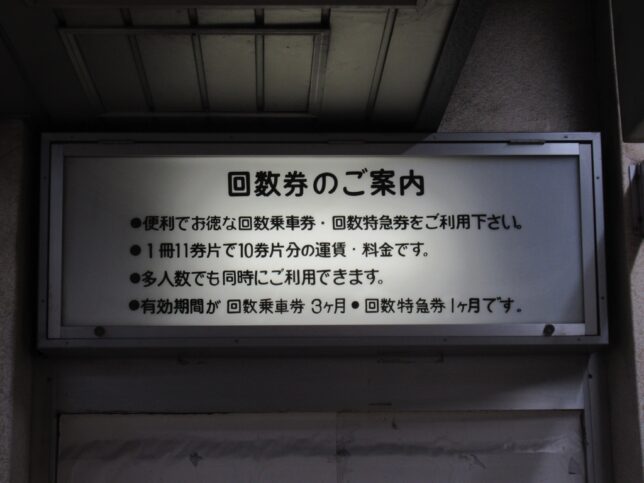 回数券のご案内
●便利でお徳な回数乗車券・回数特急券をご利用下さい。
●1冊11券片で10券片分の運賃・料金です。
●多人数でも同時にご利用できます。
●有効期間が 回数乗車券 3ヶ月●回数特急券1ヶ月です。